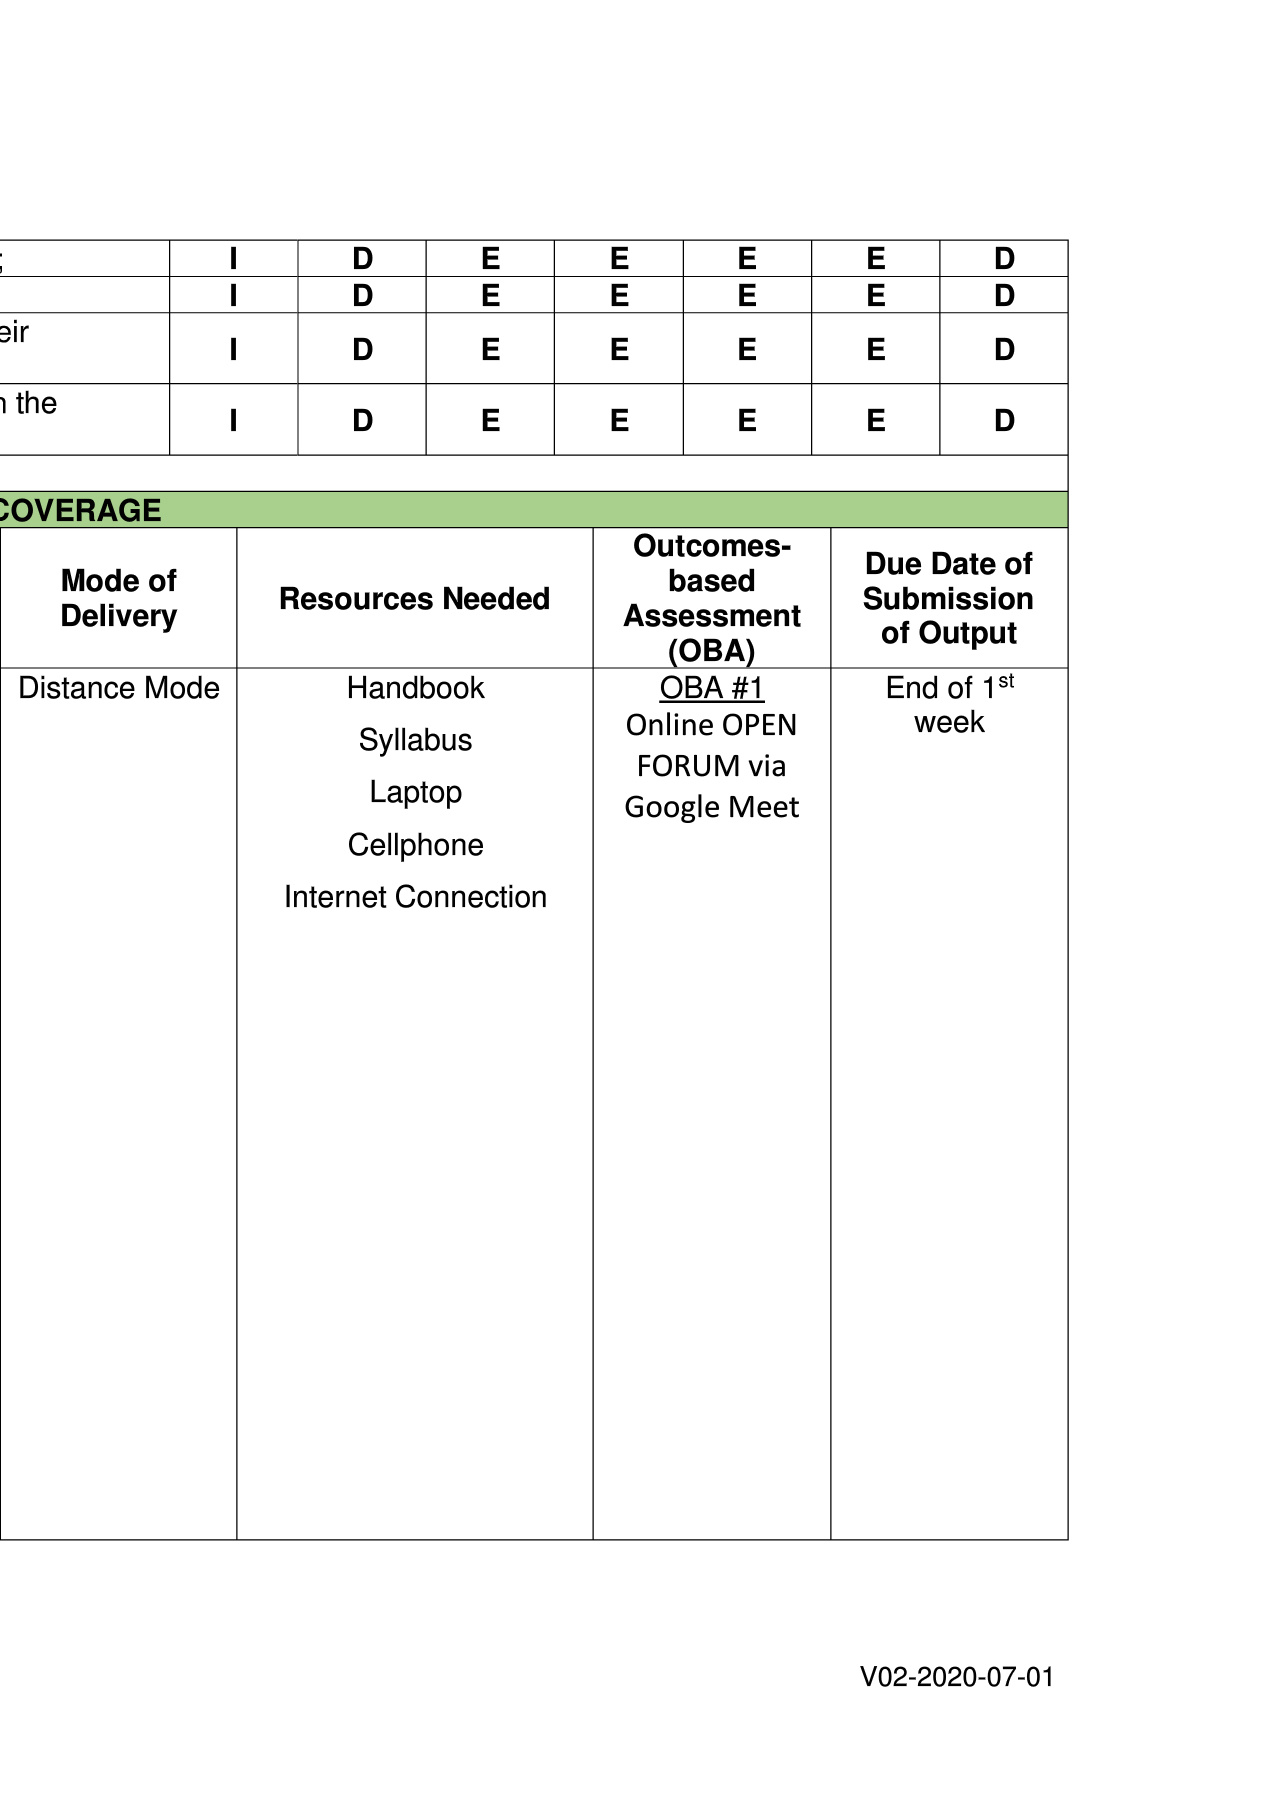 ; I D E E E E D
I D E E E E D
eir
I D E E E E D
the
I D E E E E D
COVERAGE
Mode of
Delivery
Resources Needed
Outcomes-
based
Assessment
(OBA)
Due Date of
Submission
of Output
Distance Mode
Handbook
Syllabus
Laptop
Cellphone
Internet Connection
OBA #1
Online OPEN
FORUM via
Google Meet
End of 1st
week
V02-2020-07-01